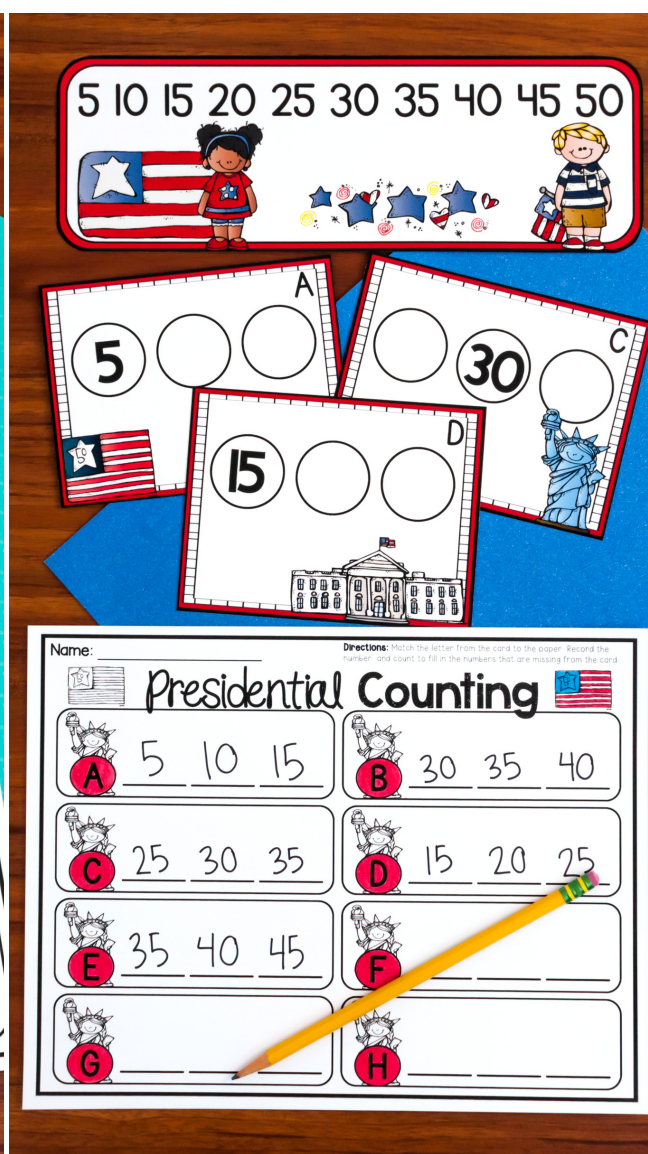 5 10 15 20 25 30 35 40 45 50
A
5
C
30
D
15
50
Name:
Directions: Match the letter from the card to the paper. Record the
number and count to fill in the numbers that are missing from the card.
Presidential Counting
A 5 10 15
B 30 35 40
C 25 30 35
D 15 20 25
E 35 40 45
F
G
H